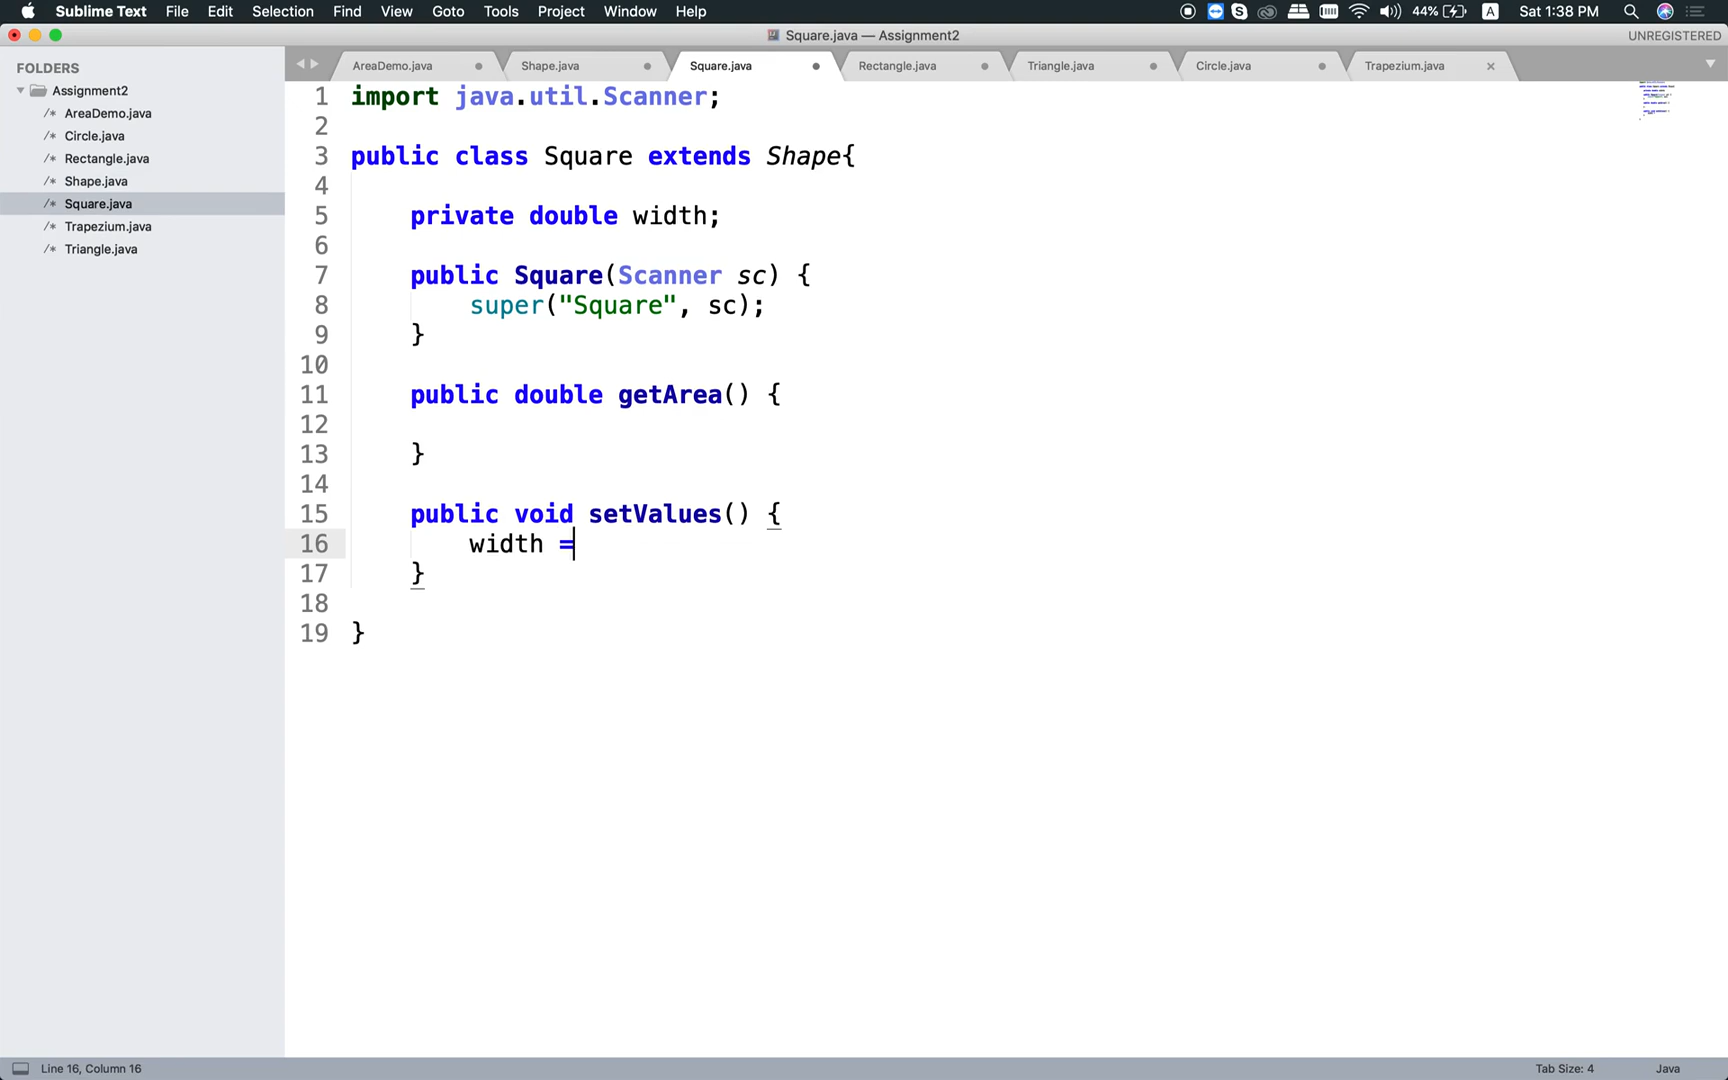 Sublime Text File Edit Selection Find View Goto Tools Project Window Help 44% A Sat 1:38 PM
Square.java — Assignment2 UNREGISTERED
FOLDERS
Assignment2
/* AreaDemo.java
/* Circle.java
/* Rectangle.java
/* Shape.java
/* Square.java
/* Trapezium.java
/* Triangle.java
AreaDemo.java Shape.java Square.java Rectangle.java Triangle.java Circle.java Trapezium.java
1 import java.util.Scanner;
2
3 public class Square extends Shape{
4
5 private double width;
6
7 public Square(Scanner sc) {
8 super("Square", sc);
9 }
10
11 public double getArea() {
12
13 }
14
15 public void setValues() {
16 width =
17 }
18
19 }
Line 16, Column 16 Tab Size: 4 Java